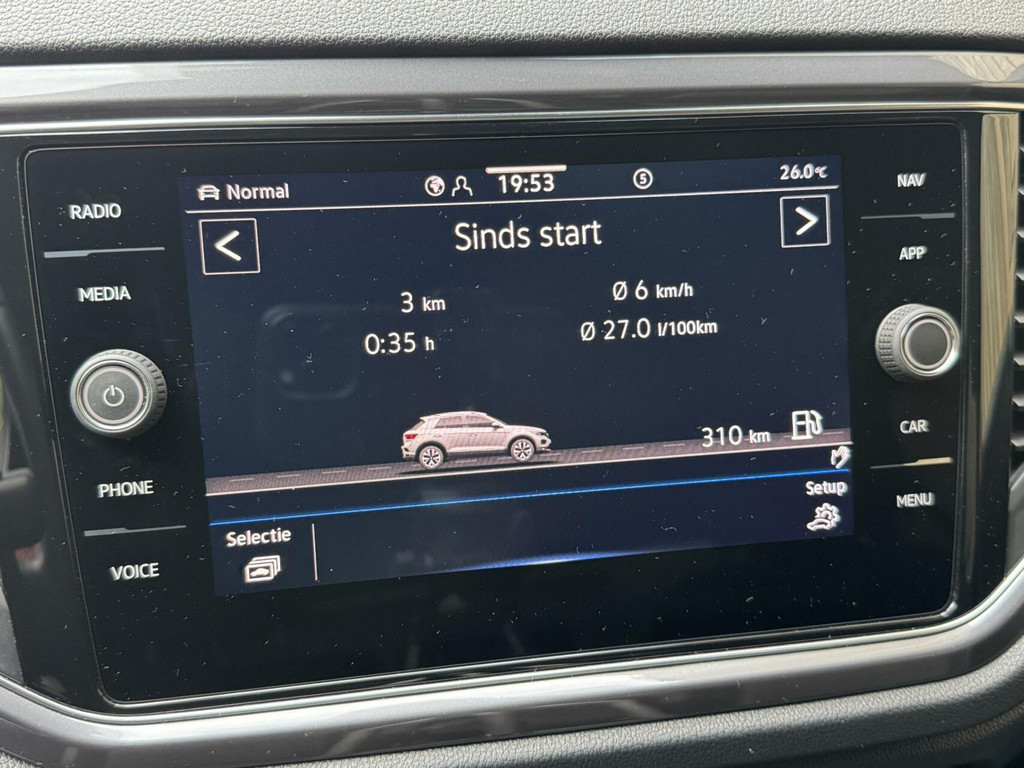 RADIO
MEDIA
PHONE
VOICE
Normal
19:53
5
26.0°C
<
Sinds start
>
3 km
Ø 6 km/h
0:35 h
Ø 27.0 l/100km
310 km
Selectie
Setup
NAV
APP
CAR
MENU